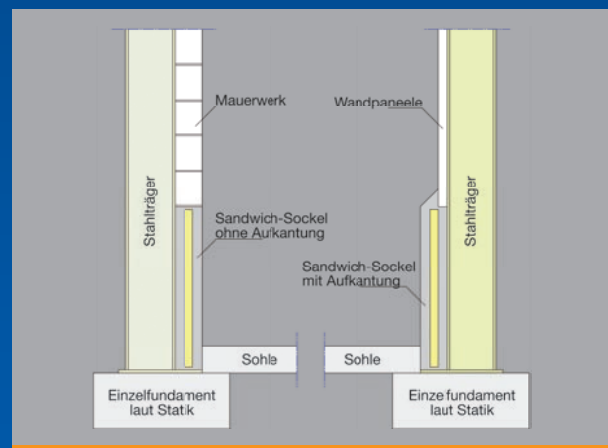 Mauerwerk
Wandpaneele
Stahlträger
Stahlträger
Sandwich-Sockel
ohne Aufkantung
Sandwich-Sockel
mit Aufkantung
Sohle
Sohle
Einzelfundament
laut Statik
Einzelfundament
laut Statik